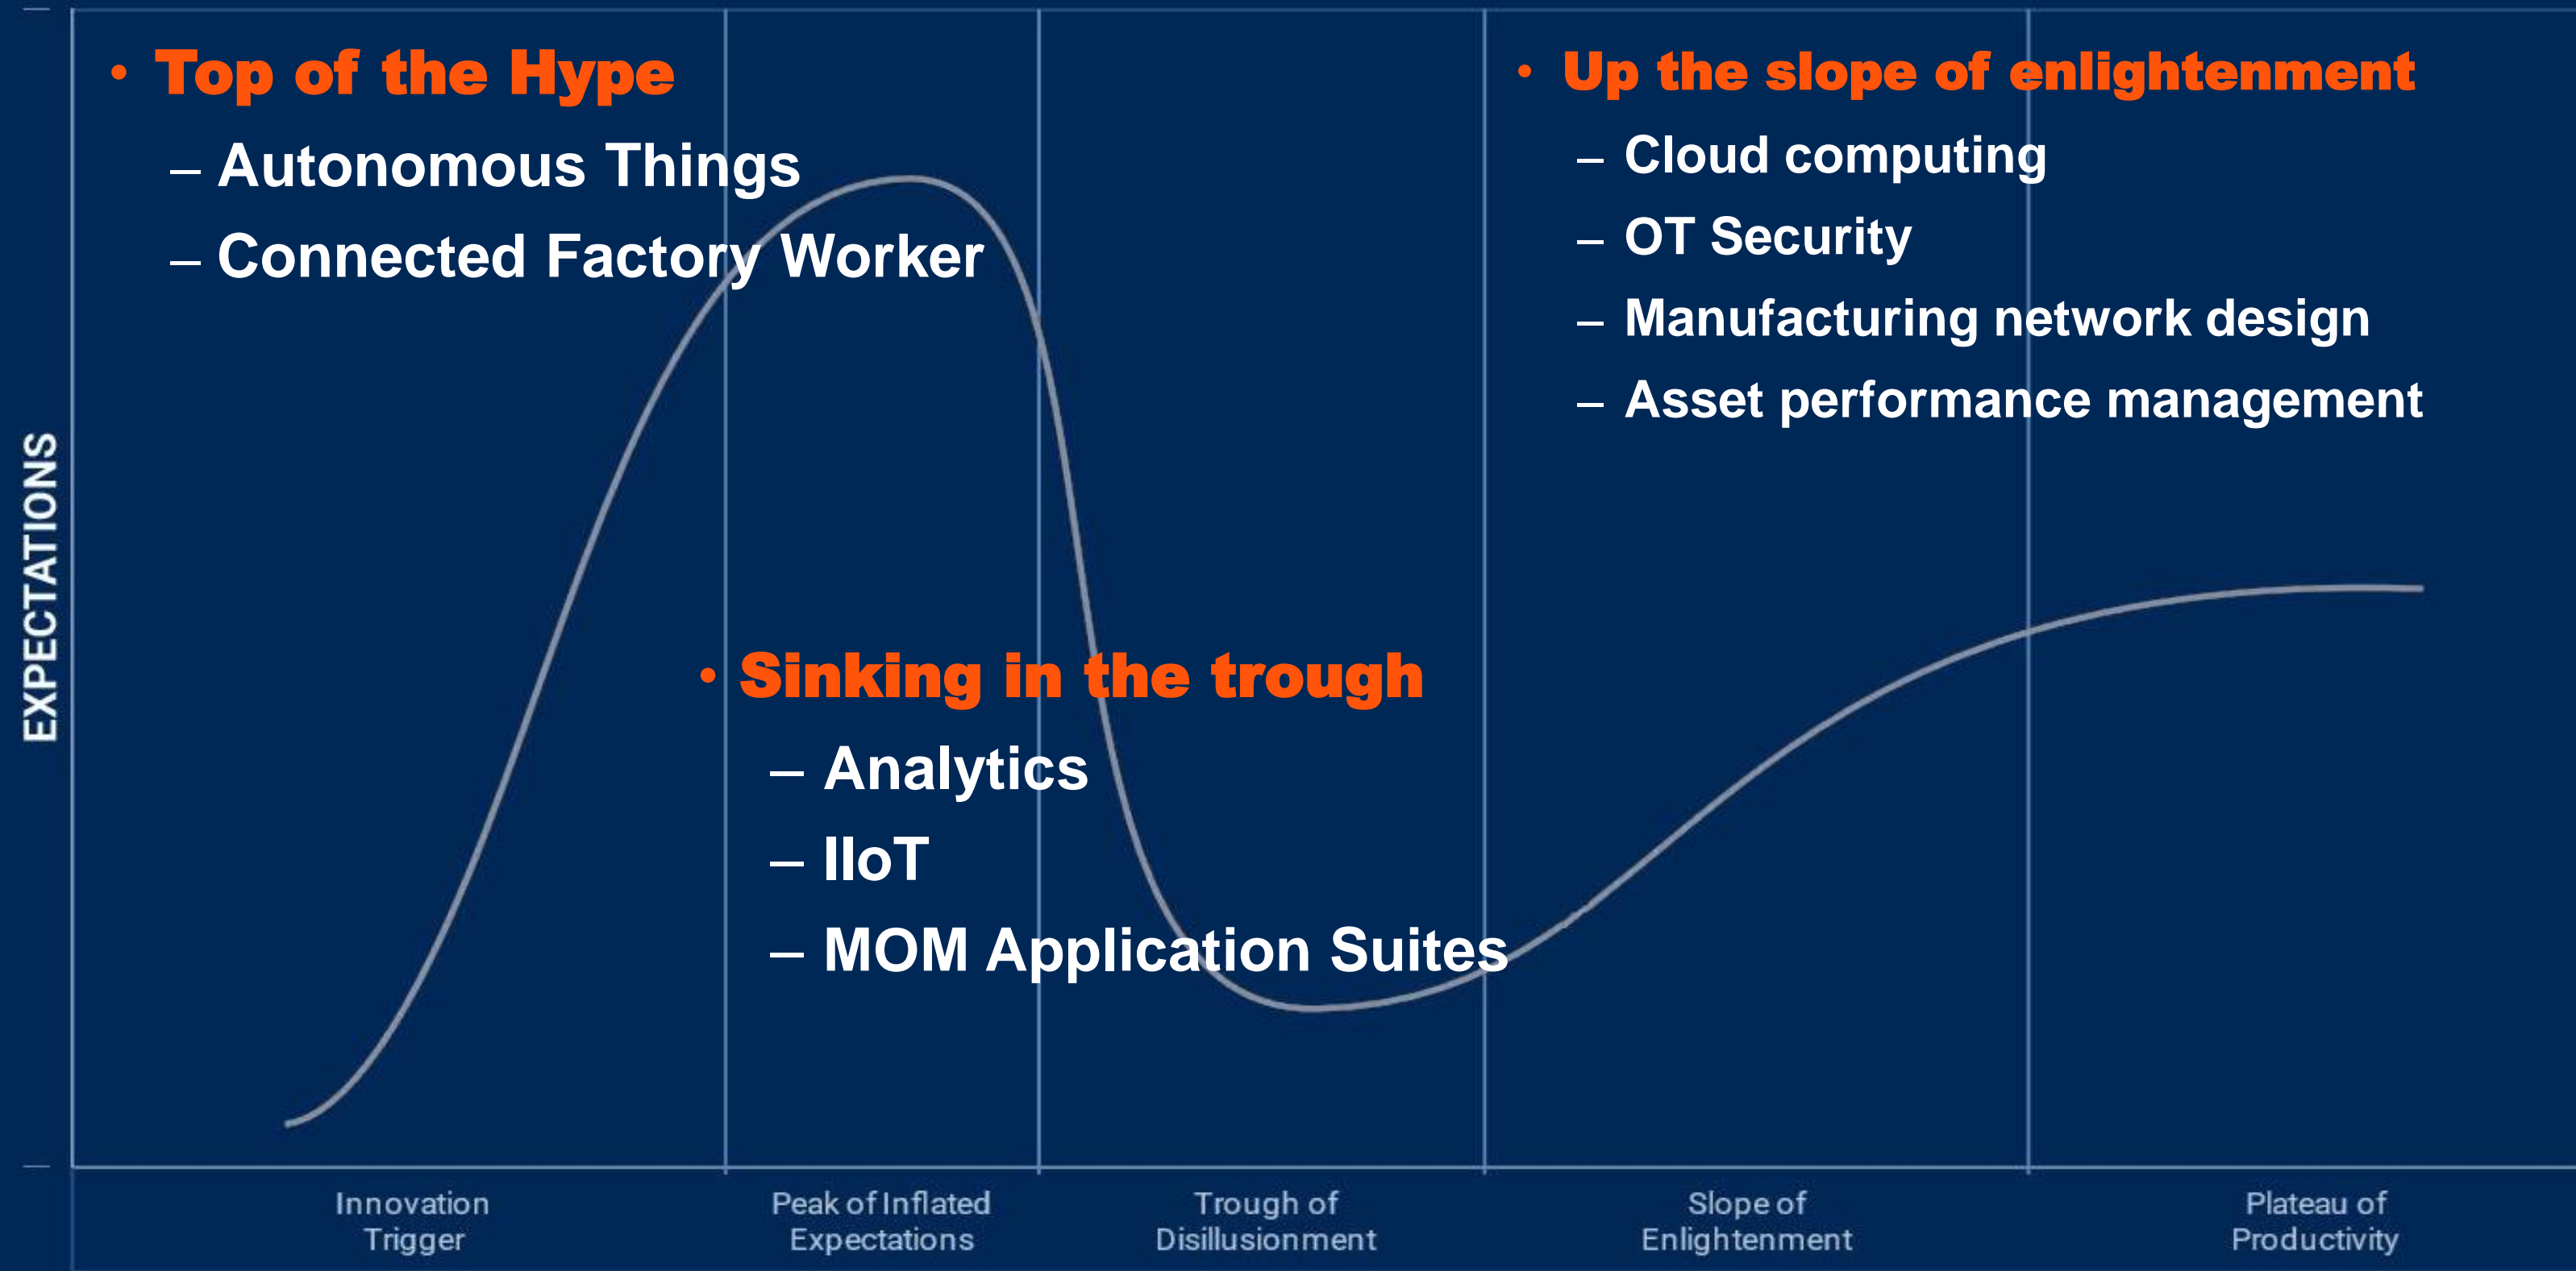 • Top of the Hype
– Autonomous Things
– Connected Factory Worker
• Up the slope of enlightenment
– Cloud computing
– OT Security
– Manufacturing network design
– Asset performance management
EXPECTATIONS
• Sinking in the trough
– Analytics
– IIoT
– MOM Application Suites
Innovation
Trigger
Peak of Inflated
Expectations
Trough of
Disillusionment
Slope of
Enlightenment
Plateau of
Productivity